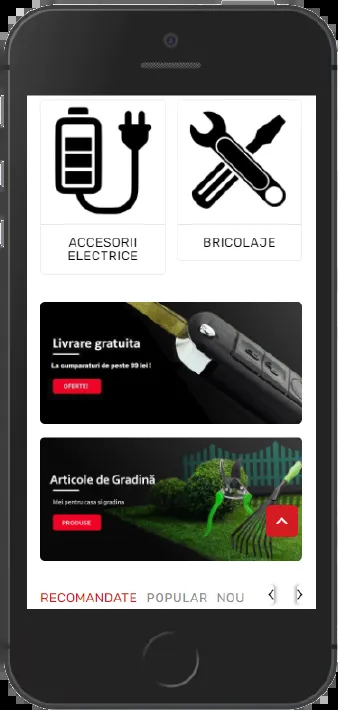 ACCESORII
ELECTRICE
BRICOLAJE
Livrare gratuita
La cumparaturi de peste 99 lei!
OFERTE!
Articole de Gradină
Mei pentru casa si gradina
PRODUSE
RECOMANDATE POPULAR NOU